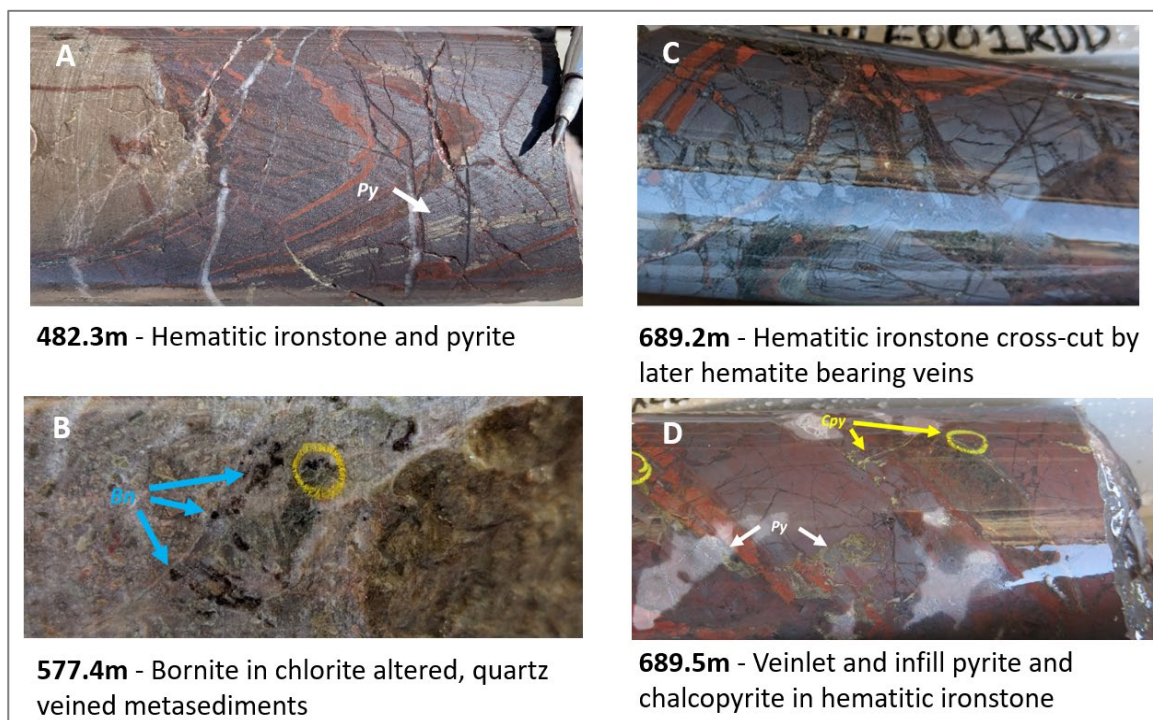 A
Py
482.3m - Hematitic ironstone and pyrite
B
Bn
577.4m - Bornite in chlorite altered, quartz
veined metasediments
C
689.2m - Hematitic ironstone cross-cut by
later hematite bearing veins
D
Cpy
Py
689.5m - Veinlet and infill pyrite and
chalcopyrite in hematitic ironstone